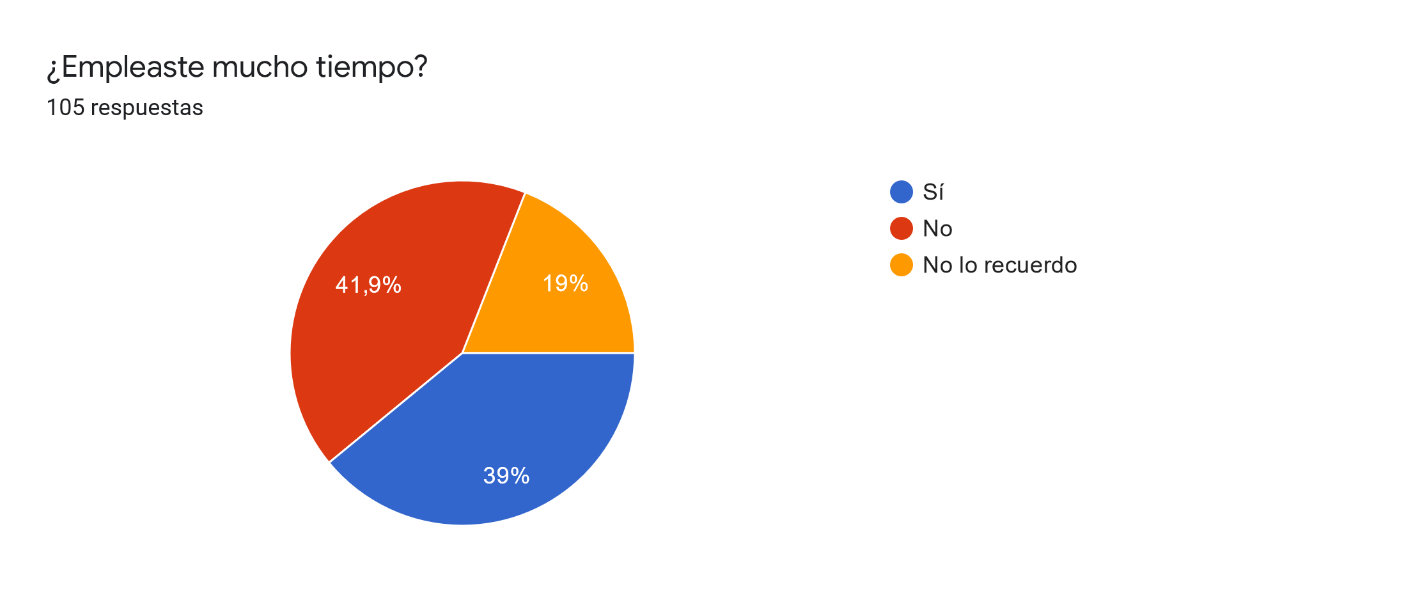 ¿Empleaste mucho tiempo?
105 respuestas
Sí
No
No lo recuerdo
41,9%
19%
39%